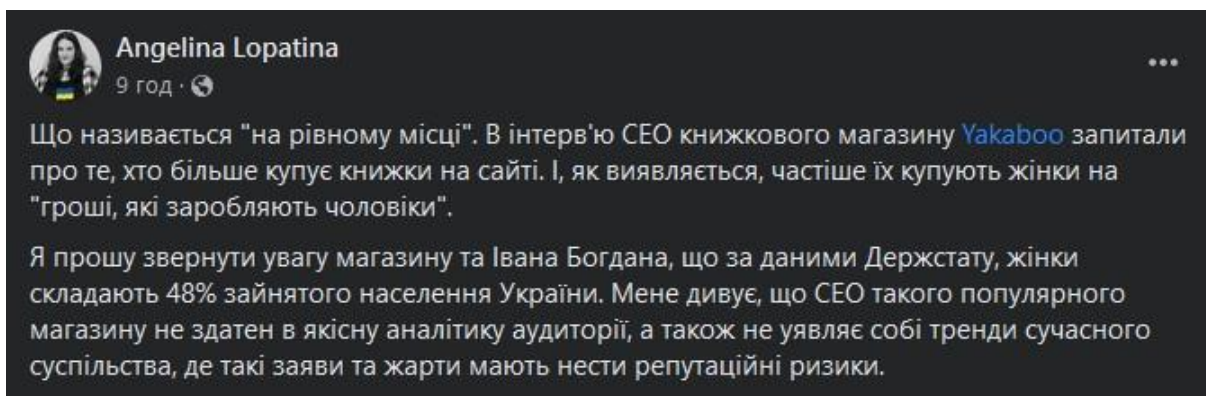 Angelina Lopatina
9 год ·
Що називається "на рівному місці". В інтерв'ю CEO книжкового магазину Yakaboo запитали
про те, хто більше купує книжки на сайті. І, як виявляється, частіше їх купують жінки на
"гроші, які заробляють чоловіки".
Я прошу звернути увагу магазину та Івана Богдана, що за даними Держстату, жінки
складають 48% зайнятого населення України. Мене дивує, що CEO такого популярного
магазину не здатен в якісну аналітику аудиторії, а також не уявляє собі тренди сучасного
суспільства, де такі заяви та жарти мають нести репутаційні ризики.